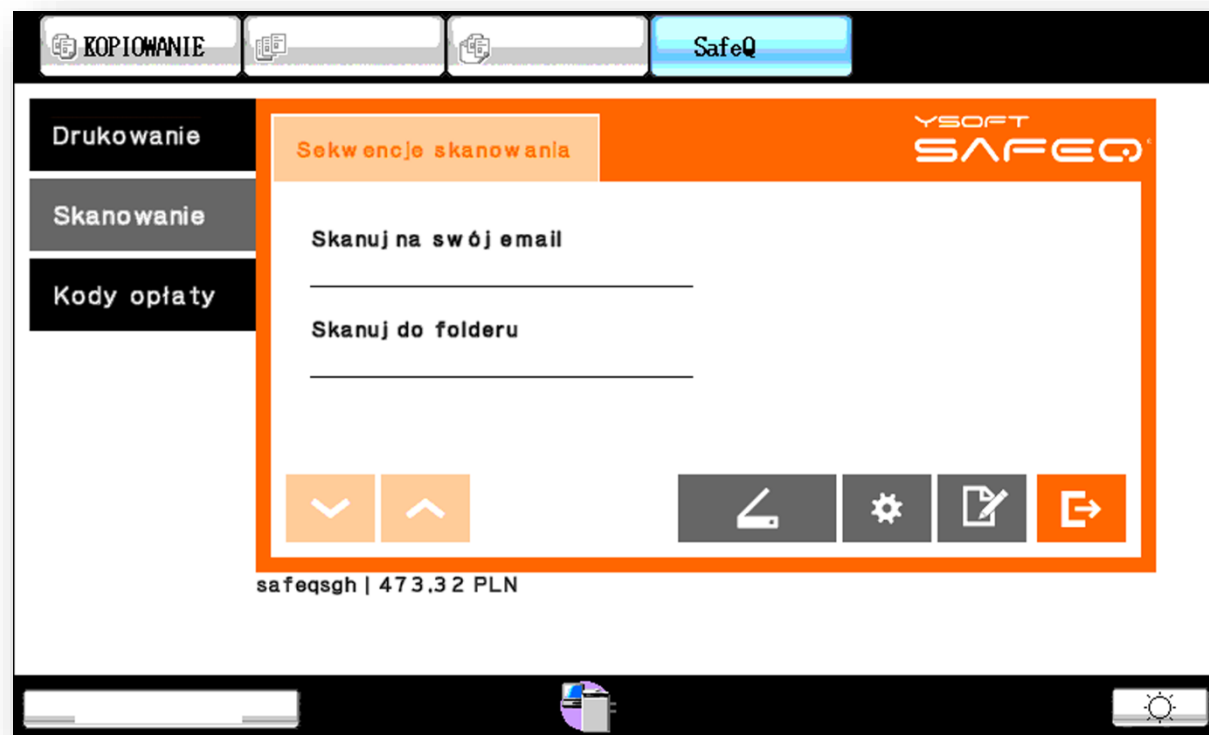 KOPIOWANIE
SafeQ
Drukowanie
Skanowanie
Kody opłaty
Sekwencje skanowania
YSOFT
SAFEQ
Skanuj na swój email
Skanuj do folderu
safeqsgh | 473,32 PLN